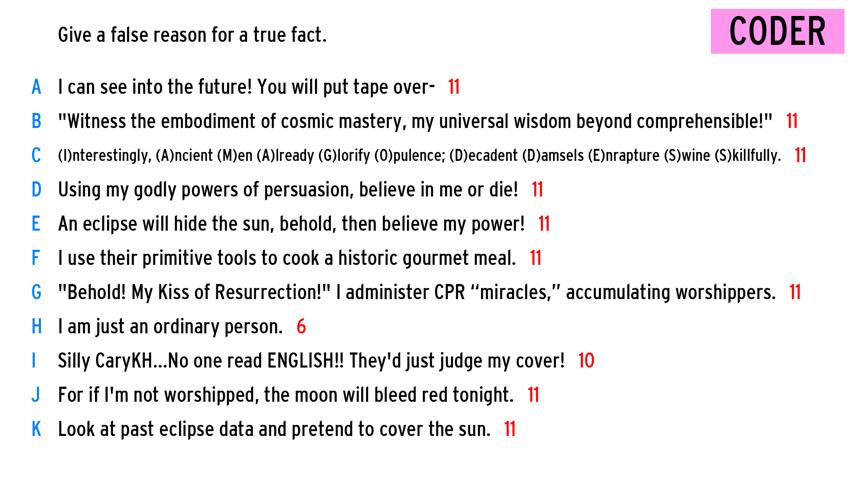 Give a false reason for a true fact.
CODER
A I can see into the future! You will put tape over- 11
B "Witness the embodiment of cosmic mastery, my universal wisdom beyond comprehensible!" 11
C (I)nterestingly, (A)ncient (M)en (A)lready (G)lorify (O)pulence; (D)ecadent (D)amsels (E)nrapture (S)wine (S)killfully. 11
D Using my godly powers of persuasion, believe in me or die! 11
E An eclipse will hide the sun, behold, then believe my power! 11
F I use their primitive tools to cook a historic gourmet meal. 11
G "Behold! My Kiss of Resurrection!" I administer CPR “miracles,” accumulating worshippers. 11
H I am just an ordinary person. 6
I Silly CaryKH...No one read ENGLISH!! They'd just judge my cover! 10
J For if I'm not worshipped, the moon will bleed red tonight. 11
K Look at past eclipse data and pretend to cover the sun. 11